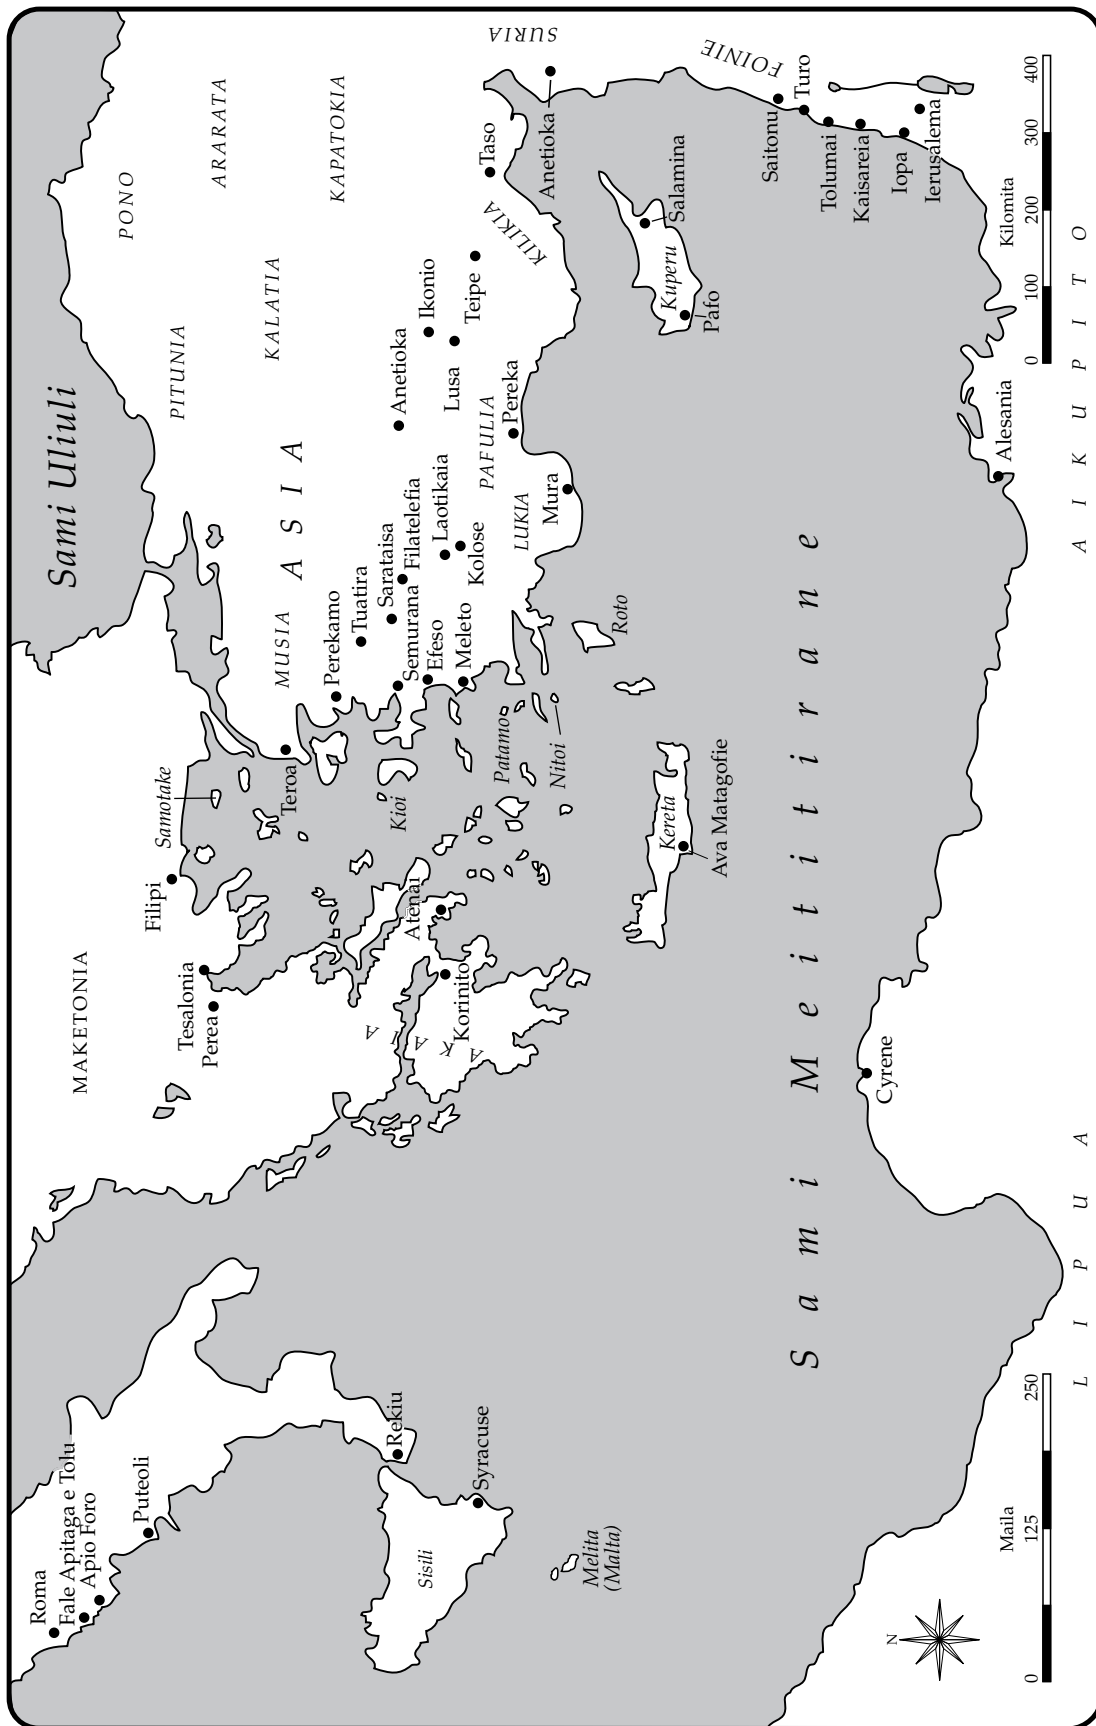 Sami Uliuli
PONO
ARARATA
KAPATOKIA
PITUNIA
KALATIA
ASIA
MUSIA
MAKETONIA
SURIA
KILIKIA
FOINIE
PAFULIA
LUKIA
AKAIA
Roma
Fale Apitaga e Tolu
Apio Foro
Puteoli
Rekiu
Syracuse
Sisili
Melita
(Malta)
Tesalonia
Perea
Filipi
Samotake
Teroa
Kioi
Atenai
Korinito
Perekamo
Tuatira
Sarataisa
Filatelefia
Semurana
Efeso
Meleto
Laotikaia
Kolose
Patamo
Nitoi
Roto
Anetioka
Ikonio
Lusa
Teipe
Taso
Anetioka
Pereka
Mura
Kereta
Ava Matagofie
Kuperu
Salamina
Pafo
Saitonu
Turo
Tolumai
Kaisareia
Iopa
Ierusalema
Sami Meititirane
Cyrene
Alesania
LIPUA
AIKUPITO
N
Maila
0 125 250
Kilomita
0 100 200 300 400